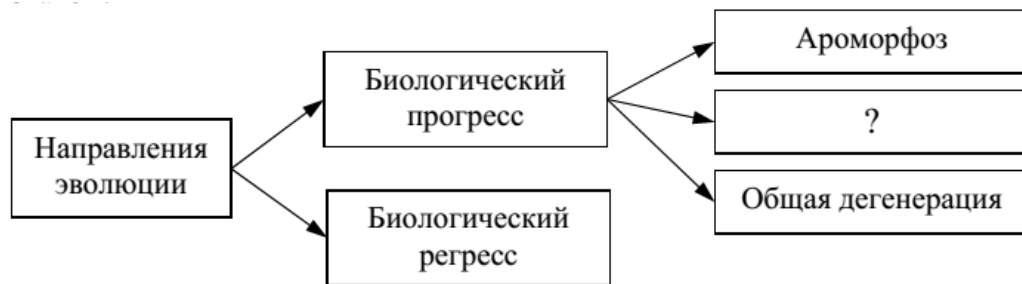 Направления
эволюции
Биологический
прогресс
Биологический
регресс
Ароморфоз
?
Общая дегенерация